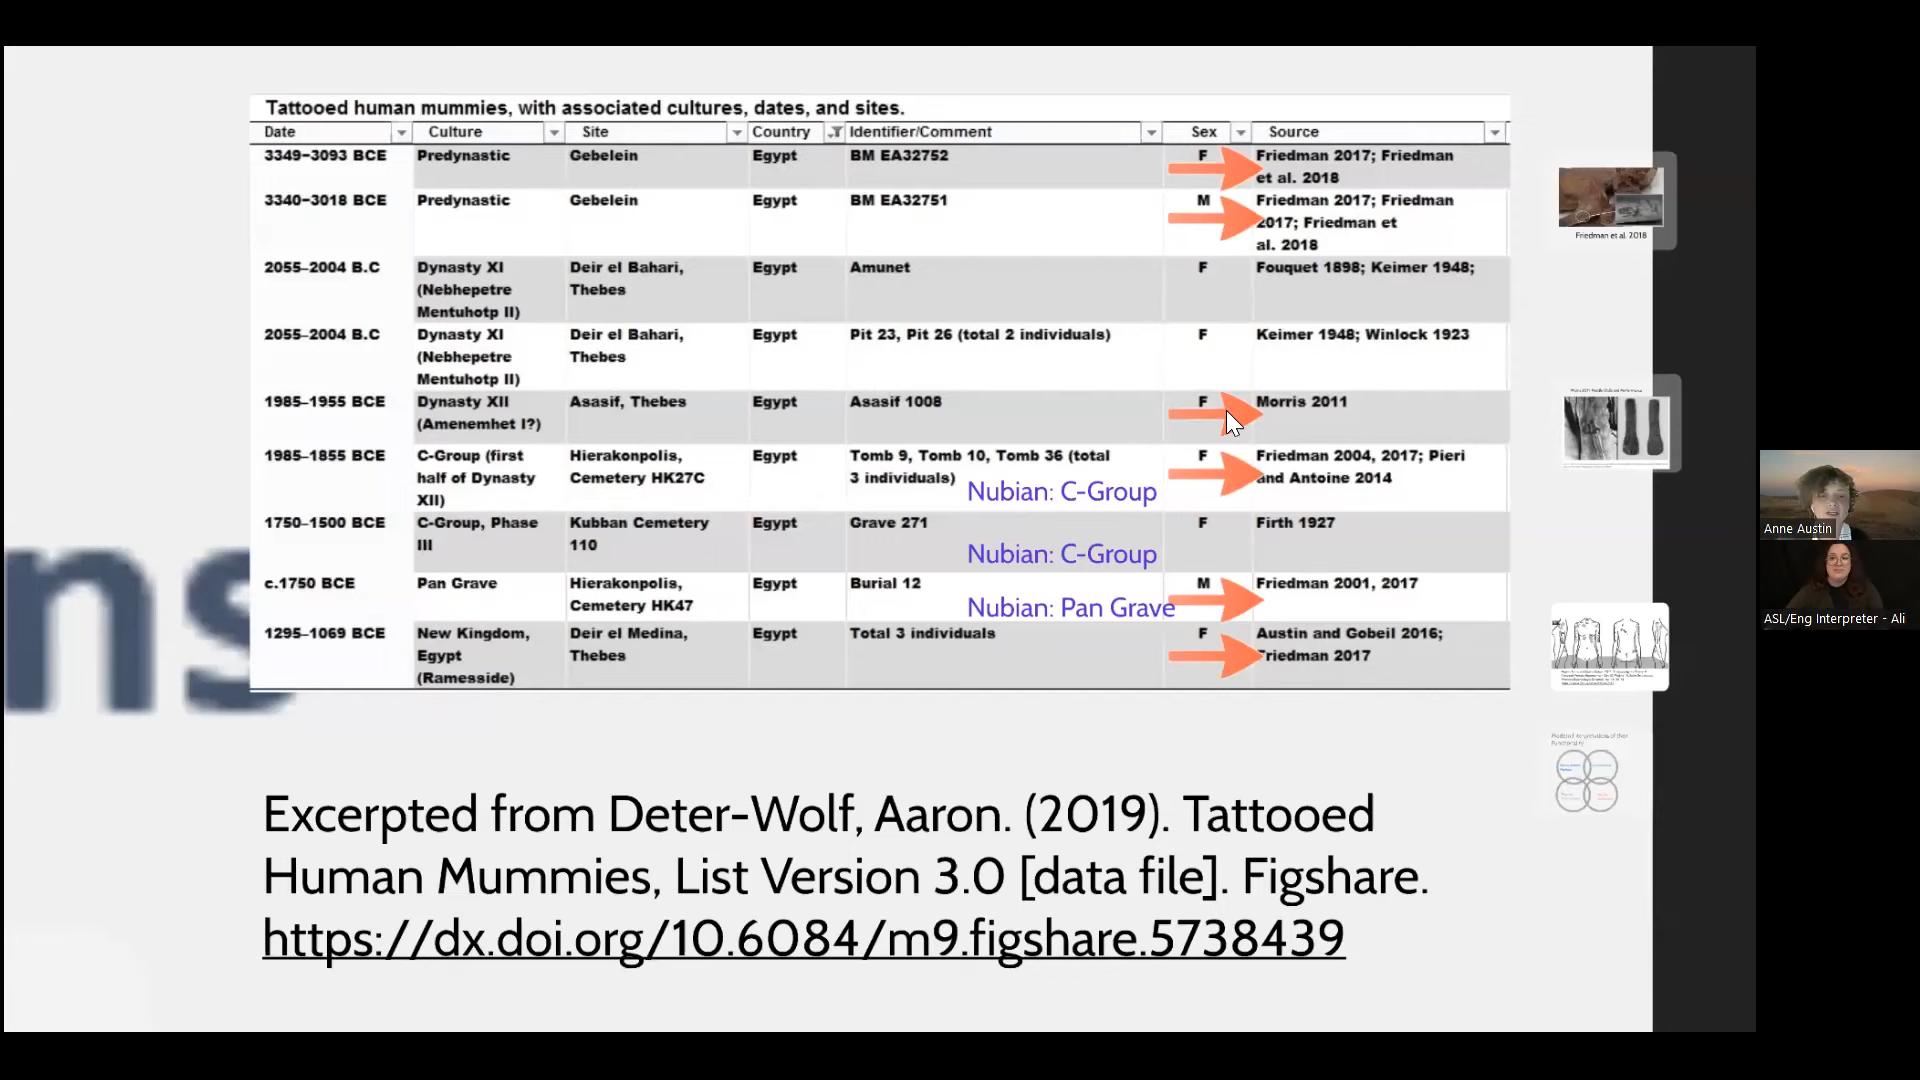 Tattooed human mummies, with associated cultures, dates, and sites.
Date Culture Site Country Identifier/Comment Sex Source
3349–3093 BCE Predynastic Gebelein Egypt BM EA32752 F Friedman 2017; Friedman
et al. 2018
3340–3018 BCE Predynastic Gebelein Egypt BM EA32751 M Friedman 2017; Friedman
2017; Friedman et
al. 2018
2055–2004 B.C Dynasty XI Deir el Bahari, Egypt Amunet F Fouquet 1898; Keimer 1948;
(Nebhepetre Thebes
Mentuhotp II)
2055–2004 B.C Dynasty XI Deir el Bahari, Egypt Pit 23, Pit 26 (total 2 individuals) F Keimer 1948; Winlock 1923
(Nebhepetre Thebes
Mentuhotp II)
1985–1955 BCE Dynasty XII Asasif, Thebes Egypt Asasif 1008 F Morris 2011
(Amenemhet I?)
1985–1855 BCE C-Group (first Hierakonpolis, Egypt Tomb 9, Tomb 10, Tomb 36 (total F Friedman 2004, 2017; Pieri
half of Dynasty Cemetery HK27C 3 individuals) Nubian: C-Group and Antoine 2014
XII)
1750–1500 BCE C-Group, Phase Kubban Cemetery Egypt Grave 271 F Firth 1927
III 110 Nubian: C-Group
c.1750 BCE Pan Grave Hierakonpolis, Egypt Burial 12 M Friedman 2001, 2017
Cemetery HK47 Nubian: Pan Grave
1295–1069 BCE New Kingdom, Deir el Medina, Egypt Total 3 individuals F Austin and Gobeil 2016;
Egypt Thebes Friedman 2017
(Ramesside)
ns
Excerpted from Deter-Wolf, Aaron. (2019). Tattooed
Human Mummies, List Version 3.0 [data file]. Figshare.
https://dx.doi.org/10.6084/m9.figshare.5738439
Friedman et al. 2018
Anne Austin
ASL/Eng Interpreter - Ali